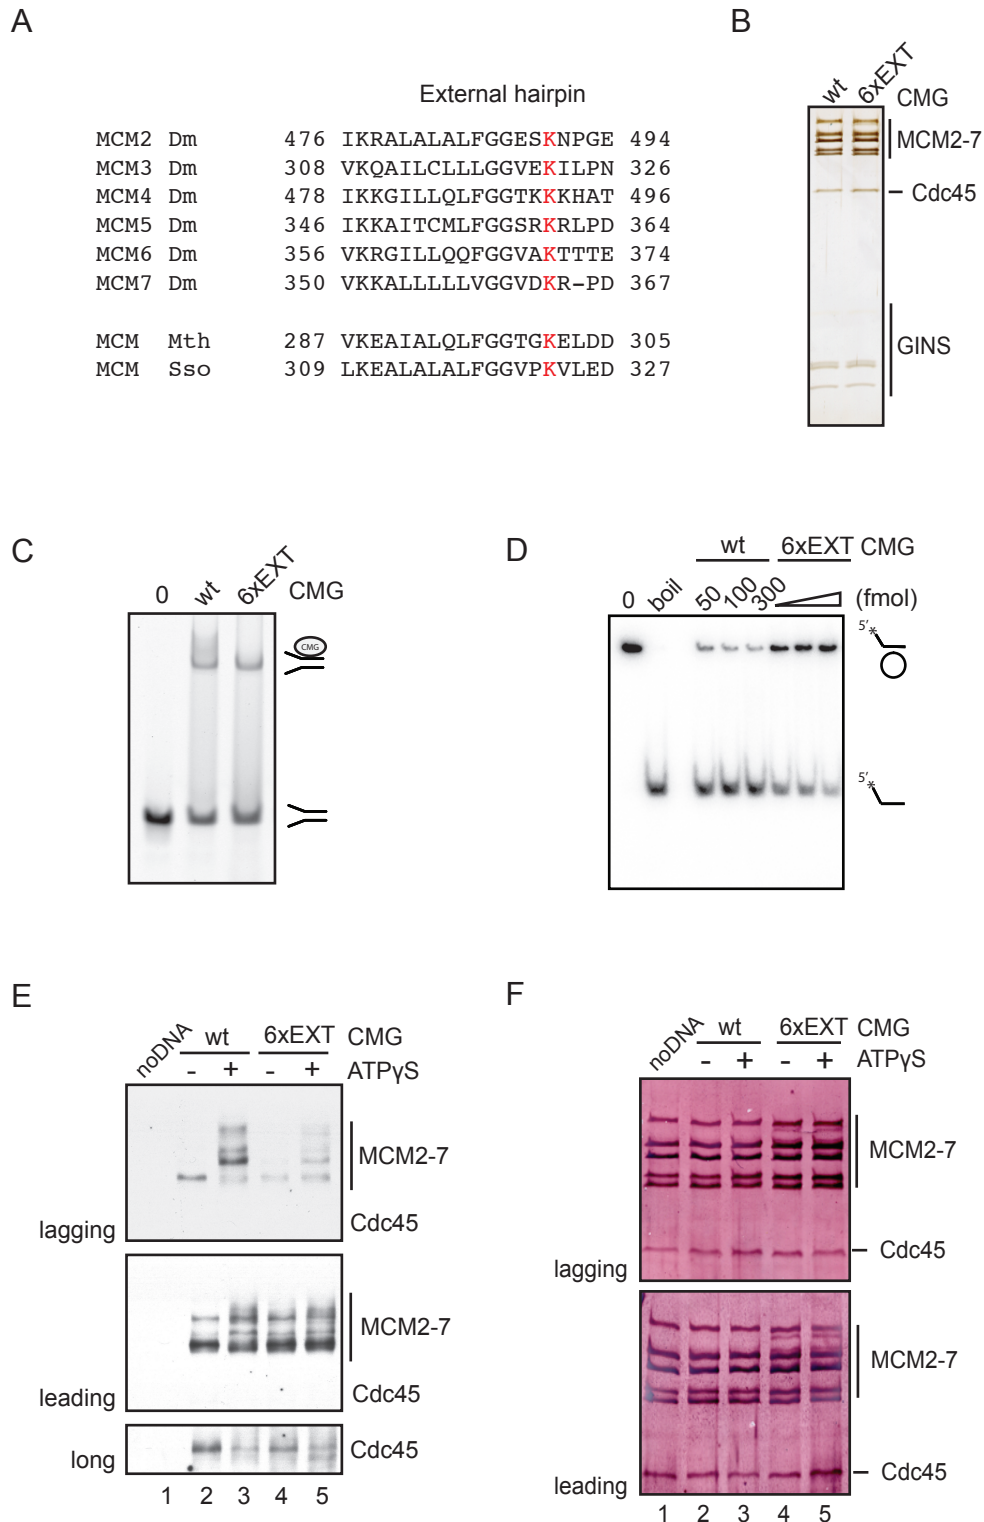 A
External hairpin
MCM2 Dm 476 IKRALALALFGGESKNPGE 494
MCM3 Dm 308 VKQAILCLLLGGVEKILPN 326
MCM4 Dm 478 IKKGILLQLFGGTKKKHAT 496
MCM5 Dm 346 IKKAITCMLFGGSRKRLPD 364
MCM6 Dm 356 VKRGILLQQFGGVAKTTTE 374
MCM7 Dm 350 VKKALLLLLVGGVDKR-PD 367
MCM Mth 287 VKEAIALQLFGGTGKELDD 305
MCM Sso 309 LKEALALALFGGVPKVLED 327
B
wt 6xEXT CMG
MCM2-7
Cdc45
GINS
C
0 wt 6xEXT CMG
CMG
D
wt 6xEXT CMG
0 boil 50 100 300 (fmol)
5'
*
5'
*
E
noDNA wt 6xEXT CMG
- + - + ATPγS
MCM2-7
lagging Cdc45
MCM2-7
leading Cdc45
long Cdc45
1 2 3 4 5
F
noDNA wt 6xEXT CMG
- + - + ATPγS
MCM2-7
Cdc45
lagging
MCM2-7
Cdc45
leading
1 2 3 4 5